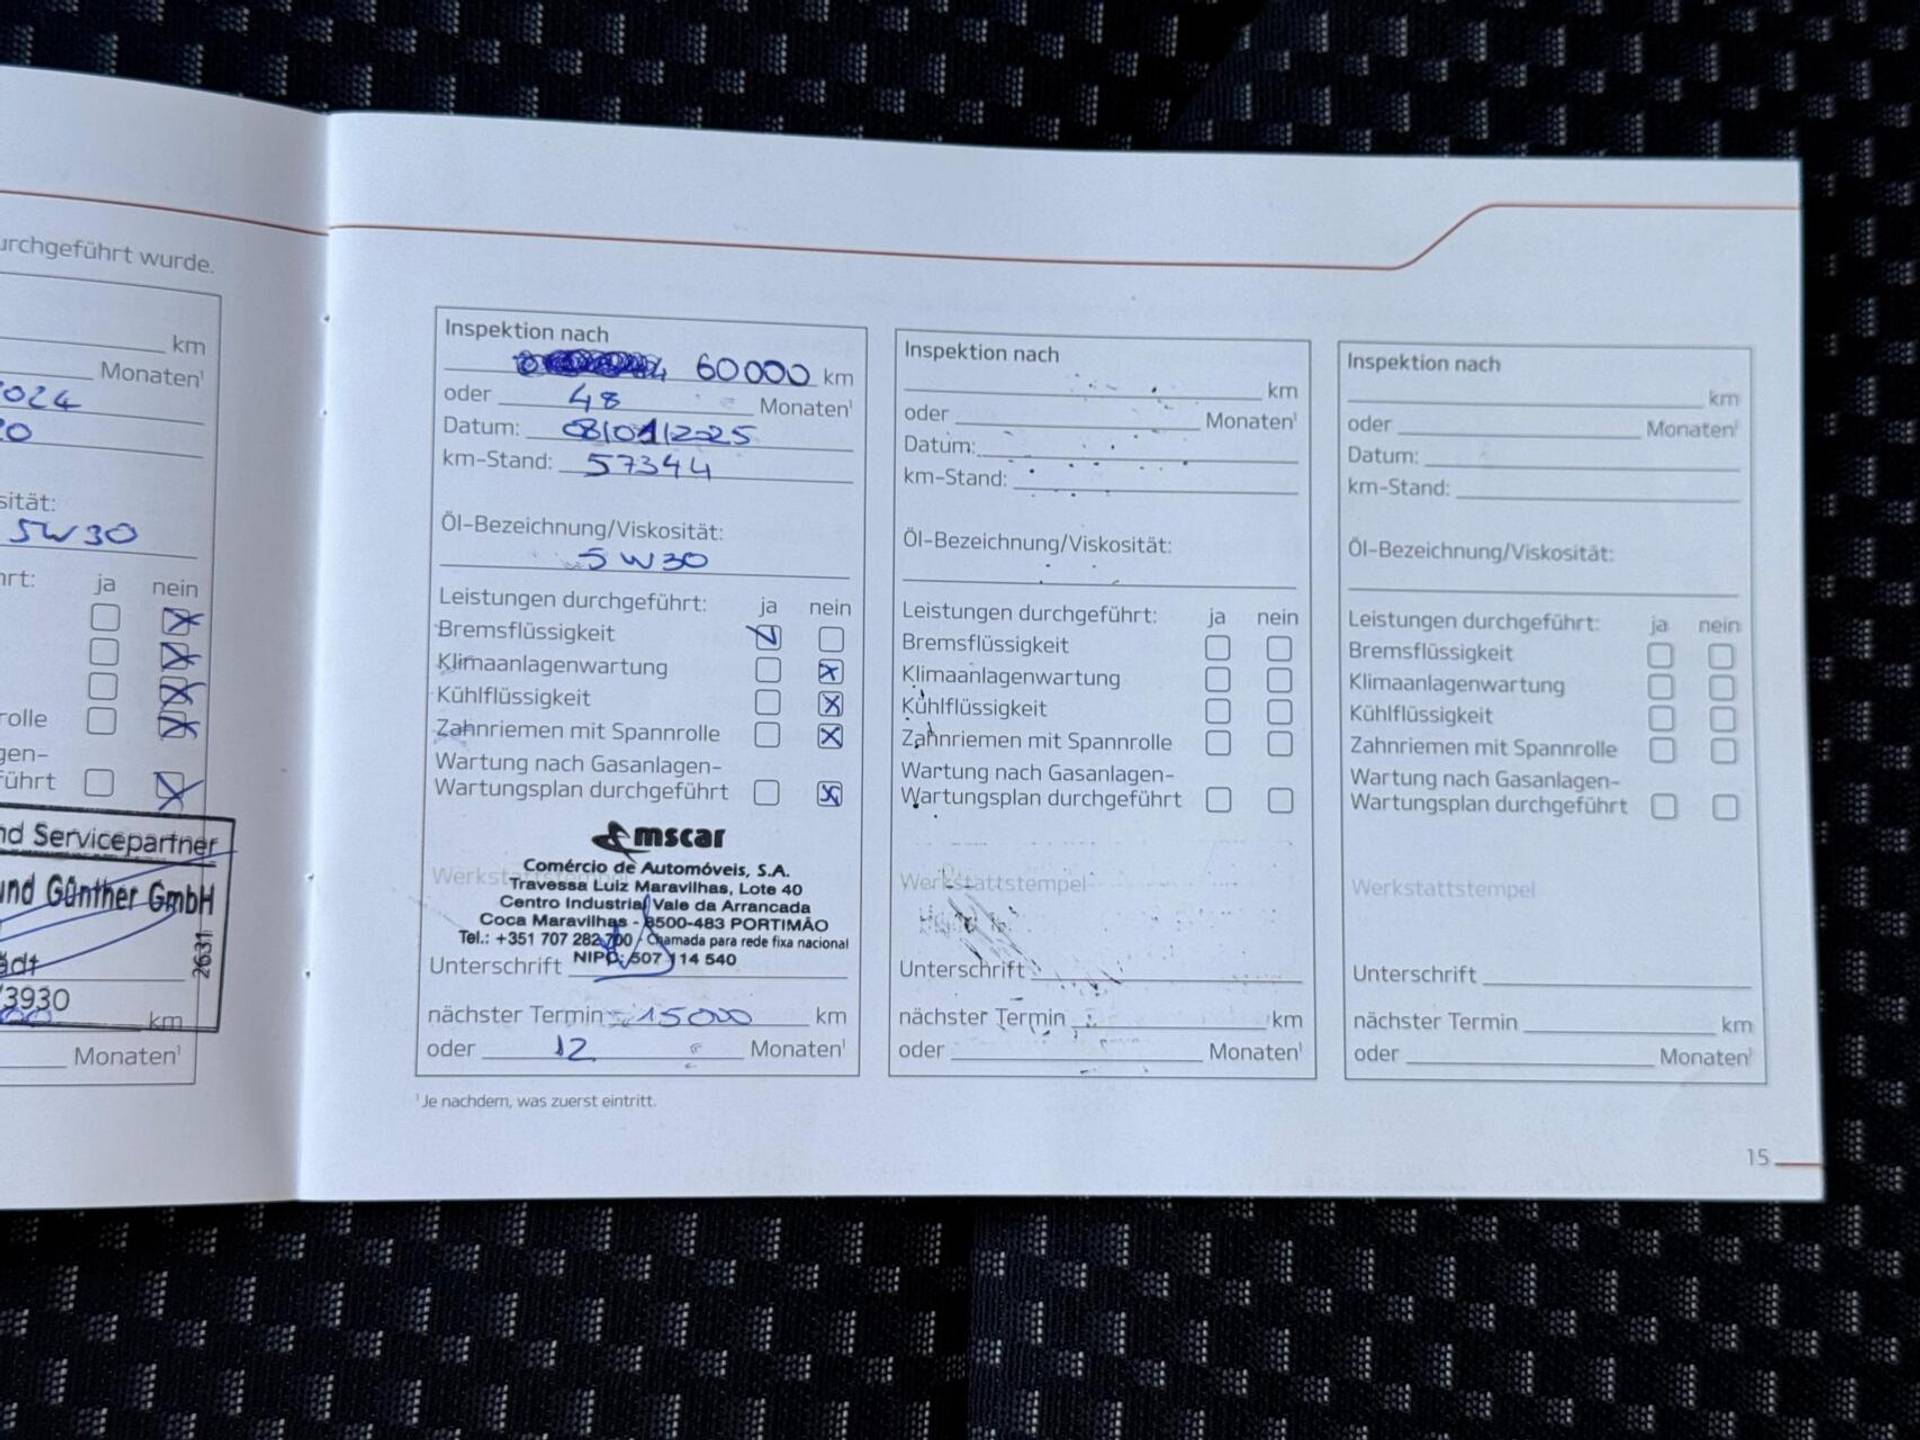 urchgeführt wurde.
km
Monaten¹
024
20
sität:
5W30
hrt: ja nein
rolle
gen-
führt
nd Servicepartner
und Günther GmbH
ädt
2631
/3930
km
Monaten¹
Inspektion nach
60000 km
oder 48 Monaten¹
Datum: 08/01/2025
km-Stand: 57344
Öl-Bezeichnung/Viskosität:
5W30
Leistungen durchgeführt: ja nein
Bremsflüssigkeit
Klimaanlagenwartung
Kühlflüssigkeit
Zahnriemen mit Spannrolle
Wartung nach Gasanlagen-
Wartungsplan durchgeführt
mscar
Comércio de Automóveis, S.A.
Travessa Luiz Maravilhas, Lote 40
Centro Industrial Vale da Arrancada
Coca Maravilhas - 8500-483 PORTIMÃO
Tel.: +351 707 282 700 - Chamada para rede fixa nacional
NIPC: 507 114 540
Unterschrift
nächster Termin 15000 km
oder 12 Monaten¹
¹ Je nachdem, was zuerst eintritt.
Inspektion nach
km
oder Monaten¹
Datum:
km-Stand:
Öl-Bezeichnung/Viskosität:
Leistungen durchgeführt: ja nein
Bremsflüssigkeit
Klimaanlagenwartung
Kühlflüssigkeit
Zahnriemen mit Spannrolle
Wartung nach Gasanlagen-
Wartungsplan durchgeführt
Werkstattstempel
Unterschrift
nächster Termin km
oder Monaten¹
Inspektion nach
km
oder Monaten¹
Datum:
km-Stand:
Öl-Bezeichnung/Viskosität:
Leistungen durchgeführt: ja nein
Bremsflüssigkeit
Klimaanlagenwartung
Kühlflüssigkeit
Zahnriemen mit Spannrolle
Wartung nach Gasanlagen-
Wartungsplan durchgeführt
Werkstattstempel
Unterschrift
nächster Termin km
oder Monaten¹
15